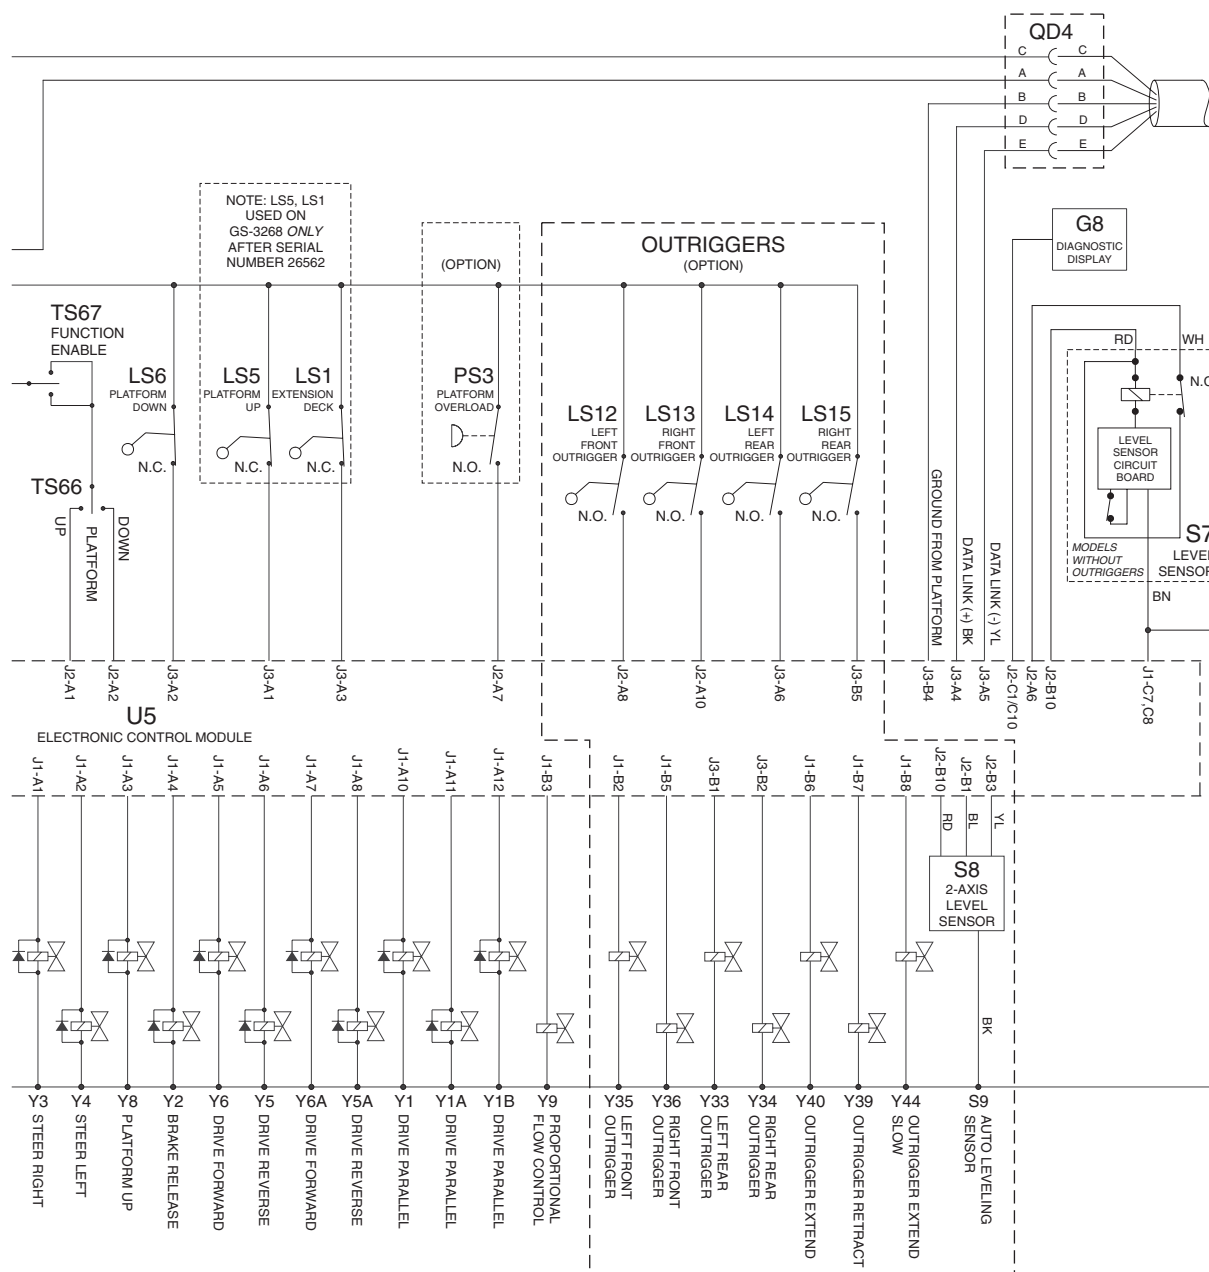 QD4
C C
A A
B B
D D
E E
NOTE: LS5, LS1
USED ON
GS-3268 ONLY
AFTER SERIAL
NUMBER 26562
(OPTION)
OUTRIGGERS
(OPTION)
G8
DIAGNOSTIC
DISPLAY
TS67
FUNCTION
ENABLE
LS6
PLATFORM
DOWN
N.C.
LS5
PLATFORM
UP
N.C.
LS1
EXTENSION
DECK
N.C.
PS3
PLATFORM
OVERLOAD
N.O.
LS12
LEFT
FRONT
OUTRIGGER
N.O.
LS13
RIGHT
FRONT
OUTRIGGER
N.O.
LS14
LEFT
REAR
OUTRIGGER
N.O.
LS15
RIGHT
REAR
OUTRIGGER
N.O.
RD
WH
LEVEL
SENSOR
CIRCUIT
BOARD
MODELS
WITHOUT
OUTRIGGERS
S7
BN
TS66
UP
PLATFORM
DOWN
GROUND FROM PLATFORM
DATA LINK (+) BK
DATA LINK (-) YL
J2-A1
J2-A2
J3-A2
J3-A1
J3-A3
J2-A7
J2-A8
J2-A10
J3-A6
J3-B5
J3-B4
J3-A4
J3-A5
J2-C1/C10
J2-A6
J2-B10
J1-C7,C8
U5
ELECTRONIC CONTROL MODULE
J1-A1
J1-A2
J1-A3
J1-A4
J1-A5
J1-A6
J1-A7
J1-A8
J1-A10
J1-A11
J1-A12
J1-B3
J1-B2
J1-B5
J3-B1
J3-B2
J1-B6
J1-B7
J1-B8
J2-B10
J2-B1
J2-B3
RD
BL
YL
S8
2-AXIS
LEVEL
SENSOR
BK
Y3
STEER RIGHT
Y4
STEER LEFT
Y8
PLATFORM UP
Y2
BRAKE RELEASE
Y6
DRIVE FORWARD
Y5
DRIVE REVERSE
Y6A
DRIVE FORWARD
Y5A
DRIVE REVERSE
Y1
DRIVE PARALLEL
Y1A
DRIVE PARALLEL
Y1B
DRIVE PARALLEL
Y9
PROPORTIONAL
FLOW CONTROL
Y35
LEFT FRONT
OUTRIGGER
Y36
RIGHT FRONT
OUTRIGGER
Y33
LEFT REAR
OUTRIGGER
Y34
RIGHT REAR
OUTRIGGER
Y40
OUTRIGGER EXTEND
Y39
OUTRIGGER RETRACT
Y44
OUTRIGGER EXTEND
SLOW
S9
AUTO LEVELING
SENSOR